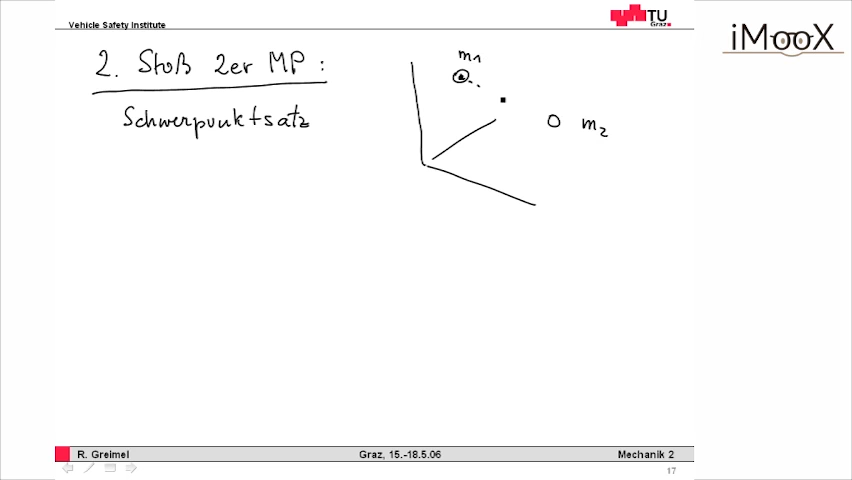 Vehicle Safety Institute
TU
Graz
iMooX
2. Stoß 2er MP :
Schwerpunktsatz
m1
m2
R. Greimel
Graz, 15.-18.5.06
Mechanik 2
17